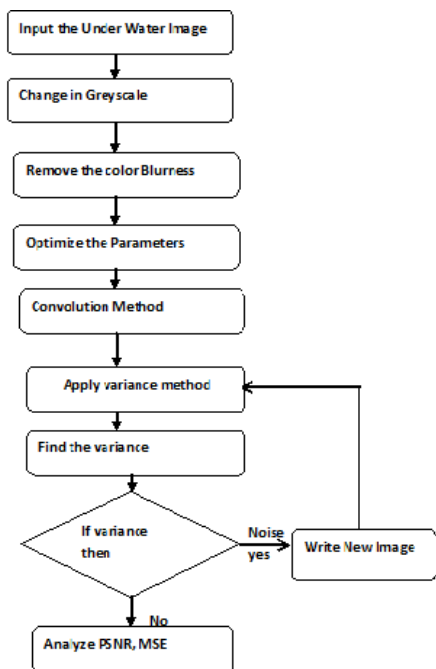 Input the Under Water Image
Change in Greyscale
Remove the color Blurness
Optimize the Parameters
Convolution Method
Apply variance method
Find the variance
If variance
then
Noise
yes
Write New Image
No
Analyze PSNR, MSE